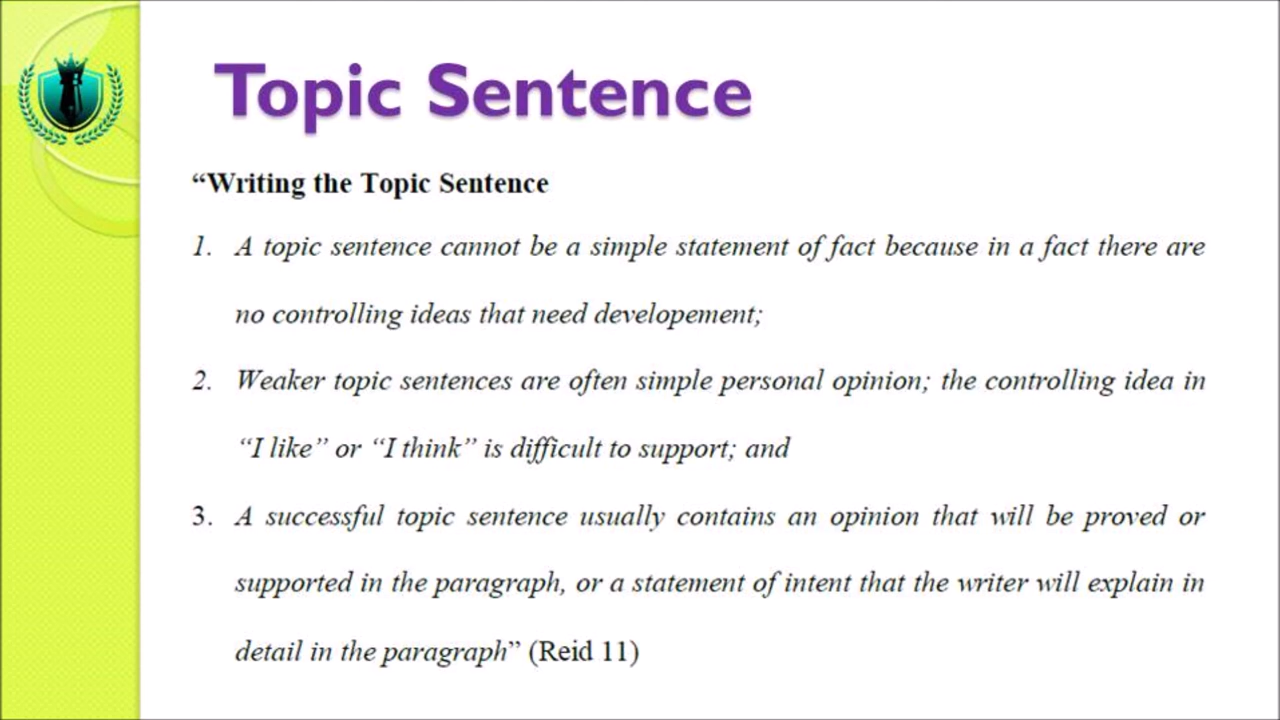 Topic Sentence
“Writing the Topic Sentence
1. A topic sentence cannot be a simple statement of fact because in a fact there are
no controlling ideas that need developement;
2. Weaker topic sentences are often simple personal opinion; the controlling idea in
“I like” or “I think” is difficult to support; and
3. A successful topic sentence usually contains an opinion that will be proved or
supported in the paragraph, or a statement of intent that the writer will explain in
detail in the paragraph” (Reid 11)